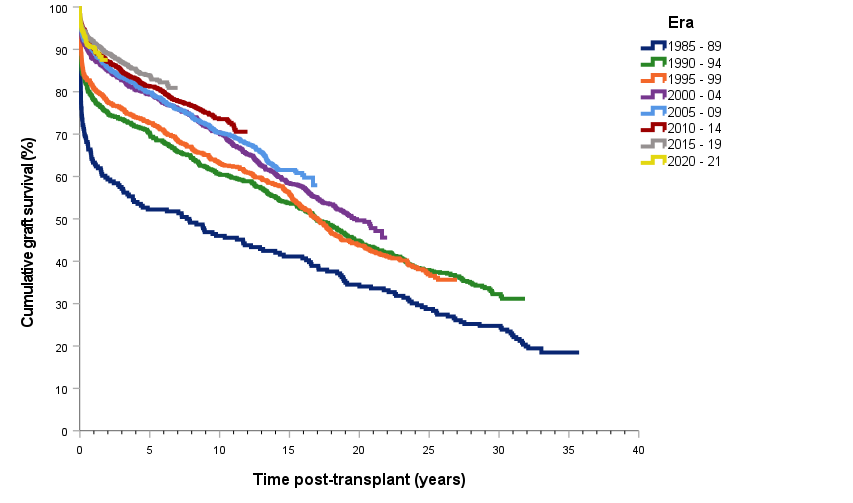 Era
1985 - 89
1990 - 94
1995 - 99
2000 - 04
2005 - 09
2010 - 14
2015 - 19
2020 - 21
Cumulative graft survival (%)
100
90
80
70
60
50
40
30
20
10
0
0 5 10 15 20 25 30 35 40
Time post-transplant (years)